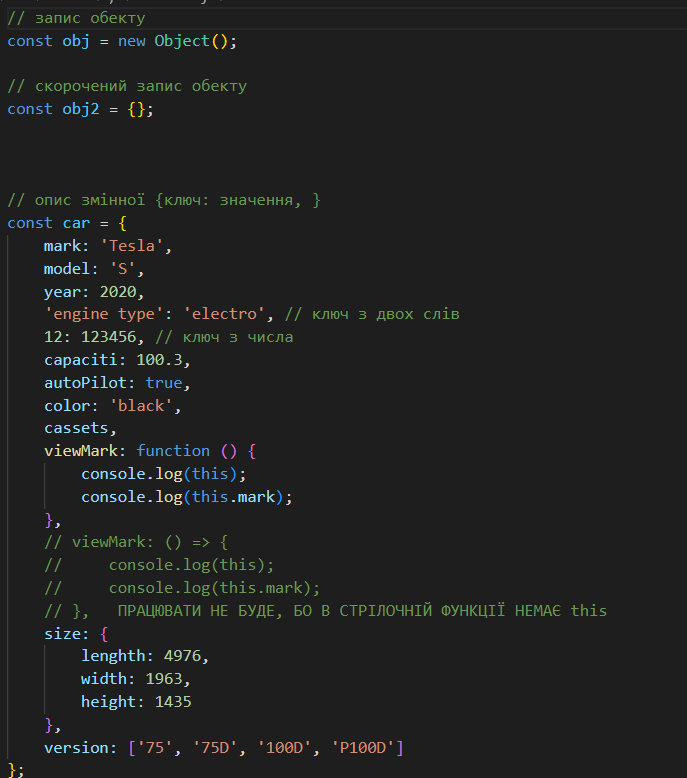 // запис обекту
const obj = new Object();
// скорочений запис обекту
const obj2 = {};
// опис змінної {ключ: значення, }
const car = {
mark: 'Tesla',
model: 'S',
year: 2020,
'engine type': 'electro', // ключ з двох слів
12: 123456, // ключ з числа
capaciti: 100.3,
autoPilot: true,
color: 'black',
cassets,
viewMark: function () {
console.log(this);
console.log(this.mark);
},
// viewMark: () => {
//     console.log(this);
//     console.log(this.mark);
// },   ПРАЦЮВАТИ НЕ БУДЕ, БО В СТРІЛОЧНІЙ ФУНКЦІЇ НЕМАЄ this
size: {
lenghth: 4976,
width: 1963,
height: 1435
},
version: ['75', '75D', '100D', 'P100D']
};